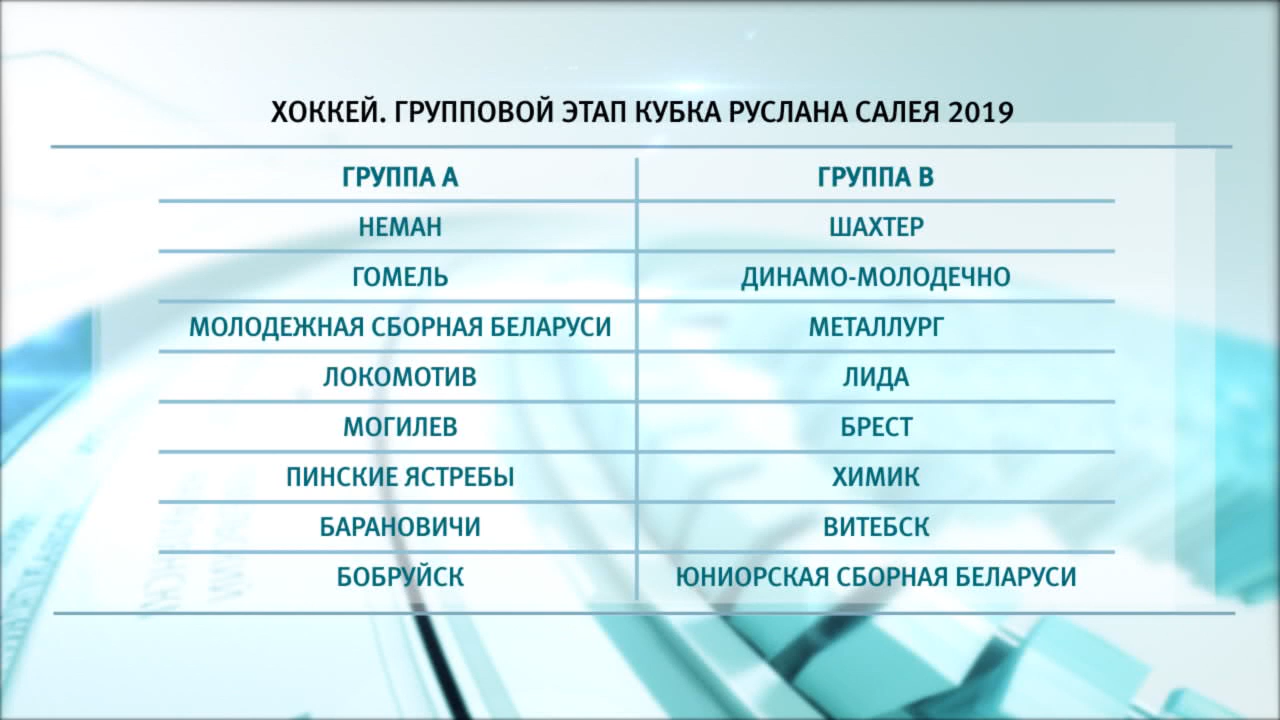 ХОККЕЙ. ГРУППОВОЙ ЭТАП КУБКА РУСЛАНА САЛЕЯ 2019
ГРУППА А ГРУППА В
НЕМАН ШАХТЕР
ГОМЕЛЬ ДИНАМО-МОЛОДЕЧНО
МОЛОДЕЖНАЯ СБОРНАЯ БЕЛАРУСИ МЕТАЛЛУРГ
ЛОКОМОТИВ ЛИДА
МОГИЛЕВ БРЕСТ
ПИНСКИЕ ЯСТРЕБЫ ХИМИК
БАРАНОВИЧИ ВИТЕБСК
БОБРУЙСК ЮНИОРСКАЯ СБОРНАЯ БЕЛАРУСИ